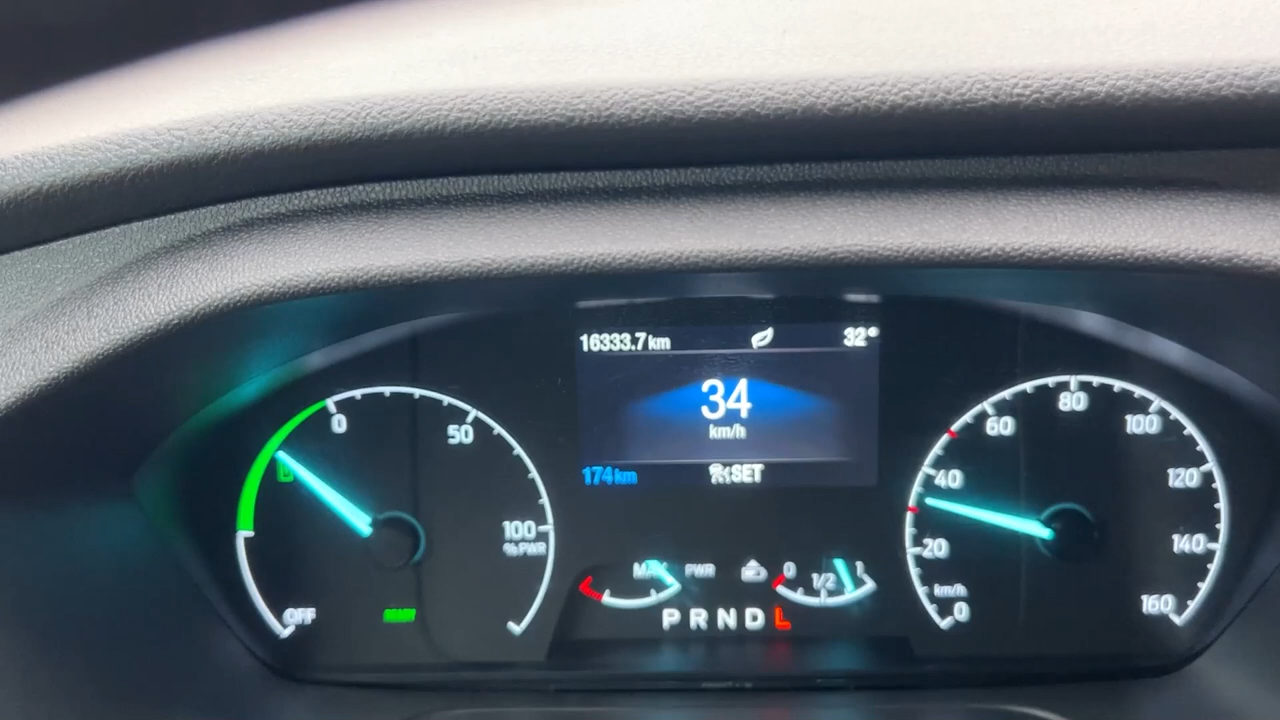 16333.7 km 32°
34
km/h
174 km SET
0
50
100
% PWR
OFF
MAX PWR
0 1/2 1
P R N D L
0
20
40
60
80
100
120
140
160
km/h